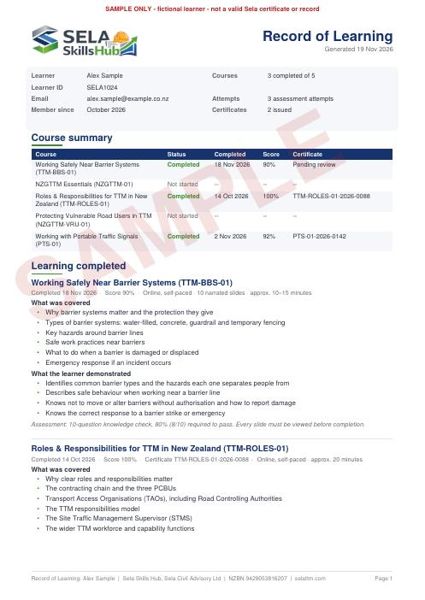 SAMPLE ONLY - fictional learner - not a valid Sela certificate or record
SELA
SkillsHub
Record of Learning
Generated 19 Nov 2026
Learner Alex Sample Courses 3 completed of 5
Learner ID SELA1024
Email alex.sample@example.co.nz Attempts 3 assessment attempts
Member since October 2026 Certificates 2 issued
Course summary
Course Status Completed Score Certificate
Working Safely Near Barrier Systems Completed 18 Nov 2026 90% Pending review
(TTM-BBS-01)
NZGTTM Essentials (NZGTTM-01) Not started -- -- --
Roles & Responsibilities for TTM in New Completed 14 Oct 2026 100% TTM-ROLES-01-2026-0088
Zealand (TTM-ROLES-01)
Protecting Vulnerable Road Users in TTM Not started -- -- --
(NZGTTM-VRU-01)
Working with Portable Traffic Signals Completed 2 Nov 2026 92% PTS-01-2026-0142
(PTS-01)
SAMPLE
Learning completed
Working Safely Near Barrier Systems (TTM-BBS-01)
Completed 18 Nov 2026 Score 90% Online, self-paced · 10 narrated slides · approx. 10–15 minutes
What was covered
• Why barrier systems matter and the protection they give
• Types of barrier systems: water-filled, concrete, guardrail and temporary fencing
• Key hazards around barrier lines
• Safe work practices near barriers
• What to do when a barrier is damaged or displaced
• Emergency response if an incident occurs
What the learner demonstrated
• Identifies common barrier types and the hazards each one separates people from
• Describes safe behaviour when working near a barrier line
• Knows not to move or alter barriers without authorisation and how to report damage
• Knows the correct response to a barrier strike or emergency
Assessment: 10-question knowledge check. 80% (8/10) required to pass. Every slide must be viewed before completion.
Roles & Responsibilities for TTM in New Zealand (TTM-ROLES-01)
Completed 14 Oct 2026 Score 100% Certificate TTM-ROLES-01-2026-0088 Online, self-paced · approx. 20 minutes
What was covered
• Why clear roles and responsibilities matter
• The contracting chain and the three PCBUs
• Transport Access Organisations (TAOs), including Road Controlling Authorities
• The TTM responsibilities model
• The Site Traffic Management Supervisor (STMS)
• The wider TTM workforce and capability functions
Record of Learning: Alex Sample | Sela Skills Hub, Sela Civil Advisory Ltd | NZBN 9429053816207 | selattm.com Page 1